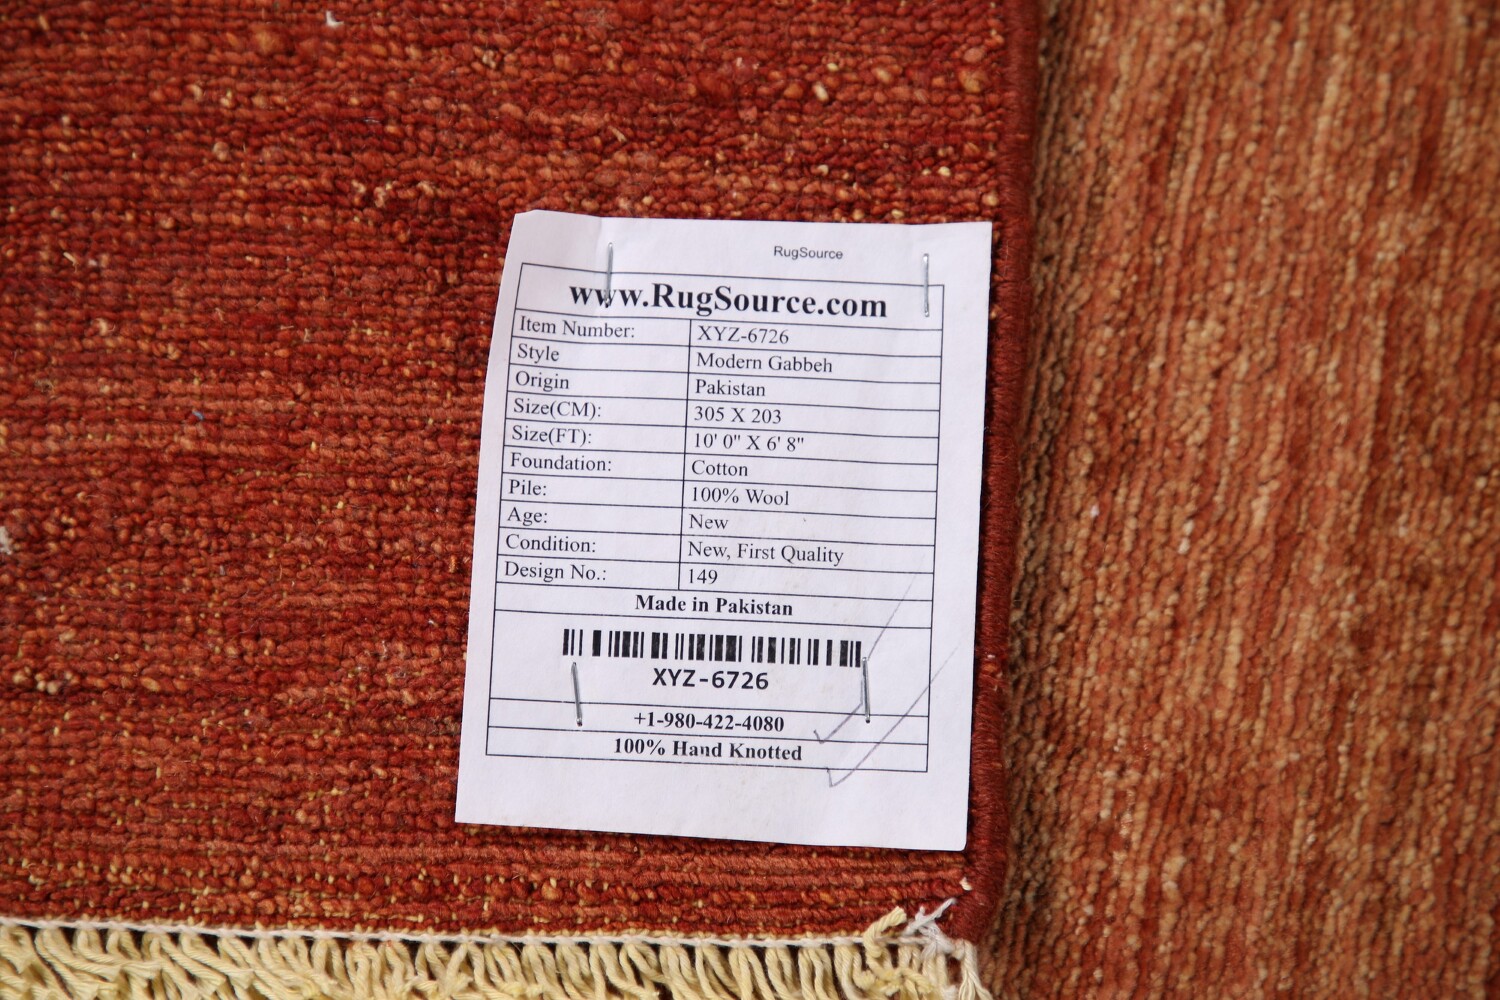 RugSource
www.RugSource.com
Item Number: XYZ-6726
Style Modern Gabbeh
Origin Pakistan
Size(CM): 305 X 203
Size(FT): 10' 0" X 6' 8"
Foundation: Cotton
Pile: 100% Wool
Age: New
Condition: New, First Quality
Design No.: 149
Made in Pakistan
XYZ-6726
+1-980-422-4080
100% Hand Knotted